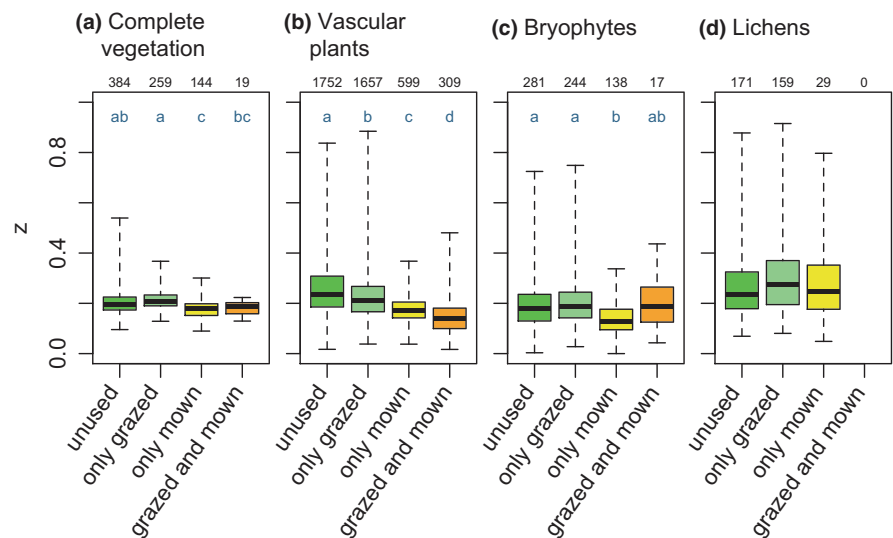 (a) Complete vegetation
(b) Vascular plants
(c) Bryophytes
(d) Lichens
384 259 144 19
1752 1657 599 309
281 244 138 17
171 159 29 0
ab a c bc
a b c d
a a b ab
z
0.8
0.4
0.0
unused
only grazed
only mown
grazed and mown
unused
only grazed
only mown
grazed and mown
unused
only grazed
only mown
grazed and mown
unused
only grazed
only mown
grazed and mown